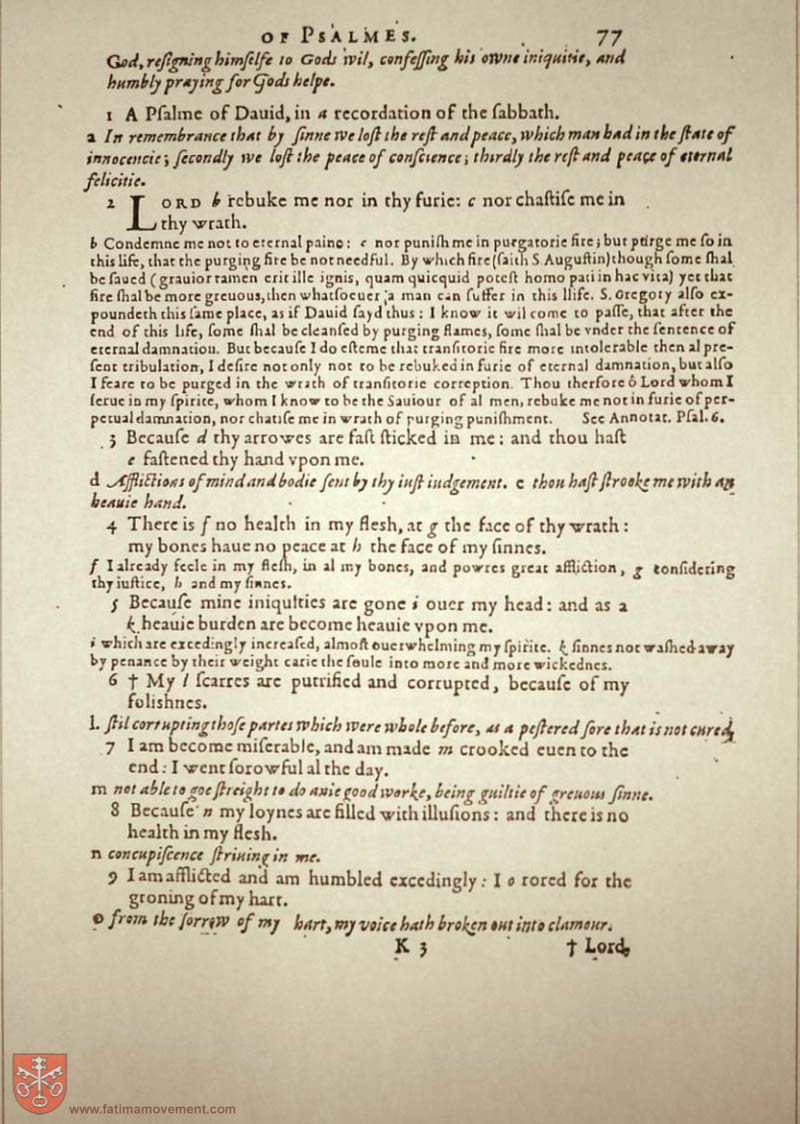 OF PSALMES. 77
God, reſigning himſelfe to Gods wil, confeſſing his owne iniquitie, and
humbly praying for Gods helpe.
1 A Pſalme of Dauid, in a recordation of the ſabbath.
a In remembrance that by ſinne we loſt the reſt and peace, which man had in the ſtate of
innocencie; ſecondly we loſt the peace of conſcience; thirdly the reſt and peace of eternal
felicitie.
2 LORD b rebuke me not in thy furie: c nor chaſtiſe me in
thy wrath.
b Condemne me not to eternal paine: c nor puniſh me in purgatorie fire; but purge me ſo in
this life, that the purging fire be not needful. By which fire (ſaith S. Auguſtin) though ſome ſhal
be ſaued (grauior tamen erit ille ignis, quam quicquid poteſt homo pati in hac vita) yet that
fire ſhal be more greuous, then whatſoeuer a man can ſuffer in this llife. S. Gregory alſo ex-
poundeth this ſame place, as if Dauid ſayd thus: I know it wil come to paſſe, that after the
end of this life, ſome ſhal be cleanſed by purging flames, ſome ſhal be vnder the ſentence of
eternal damnation. But becauſe I do eſteme that tranſitorie fire more intolerable then al pre-
ſent tribulation, I deſire not only not to be rebuked in furie of eternal damnation, but alſo
I feare to be purged in the wrath of tranſitorie correption. Thou therfore ô Lord whom I
ſerue in my ſpirite, whom I know to be the Sauiour of al men, rebuke me not in furie of per-
petual damnation, nor chatiſe me in wrath of purging puniſhment. See Annotat. Pſal. 6.
3 Becauſe d thy arrowes are faſt ſticked in me: and thou haſt
e faſtened thy hand vpon me.
d Afflictions of mind and bodie ſent by thy iuſt iudgement. e thou haſt ſtrooke me with an
heauie hand.
4 There is f no health in my fleſh, at g the face of thy wrath:
my bones haue no peace at h the face of my ſinnes.
f I already feele in my fleſh, in al my bones, and powres great affliction, g conſidering
thy iuſtice, h and my ſinnes.
5 Becauſe mine iniquities are gone i ouer my head: and as a
k heauie burden are become heauie vpon me.
i which are excedingly increaſed, almoſt ouerwhelming my ſpirite. k ſinnes not waſhed away
by penance by their weight carie the ſoule into more and more wickednes.
6 † My l ſcarres are putrified and corrupted, becauſe of my
foliſhnes.
l. ſtil corrupting thoſe partes which were whole before, as a peſtered ſore that is not cured.
7 I am become miſerable, and am made m crooked euen to the
end: I went ſorowful al the day.
m not able to goe ſtreight to do anie good worke, being guiltie of greuous ſinne.
8 Becauſe n my loynes are filled with illuſions: and there is no
health in my fleſh.
n concupiſcence ſtriuing in me.
9 I am afflicted and am humbled excedingly: I o rored for the
groning of my hart.
o from the ſorrow of my hart, my voice hath broken out into clamour.
K 3 † Lord,
www.fatimamovement.com